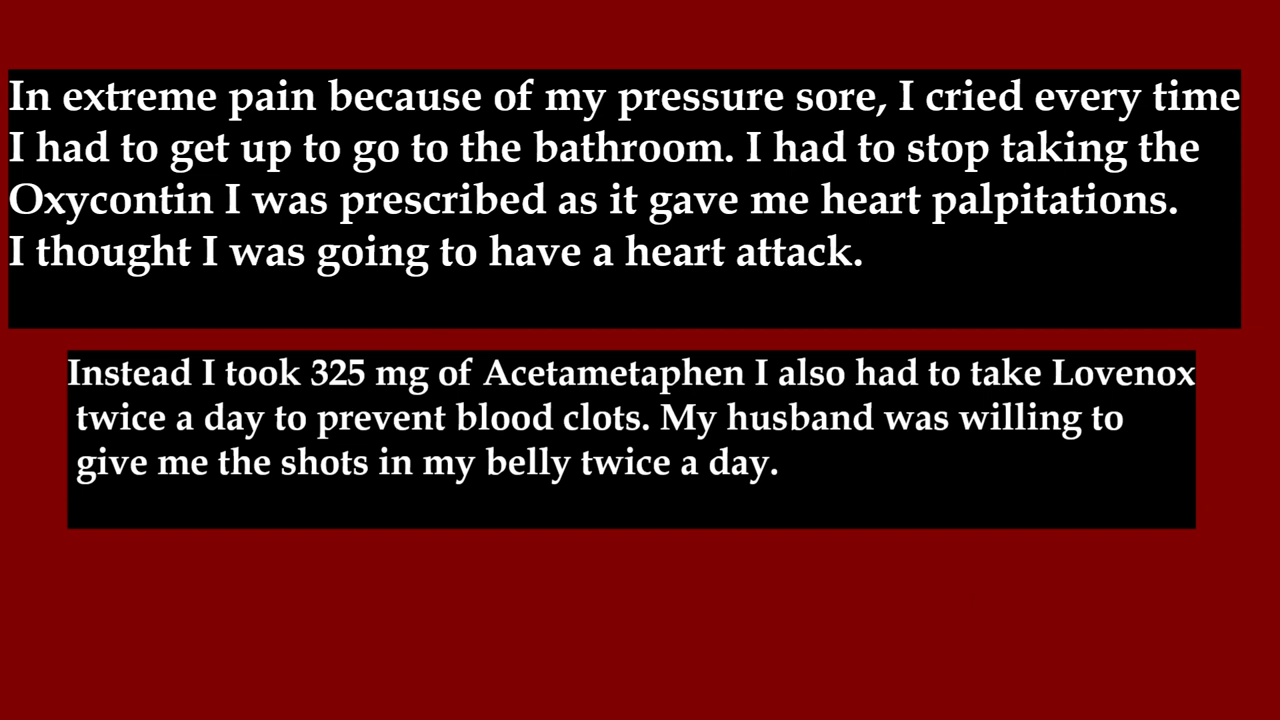 In extreme pain because of my pressure sore, I cried every time
I had to get up to go to the bathroom. I had to stop taking the
Oxycontin I was prescribed as it gave me heart palpitations.
I thought I was going to have a heart attack.
Instead I took 325 mg of Acetametaphen I also had to take Lovenox
twice a day to prevent blood clots. My husband was willing to
give me the shots in my belly twice a day.